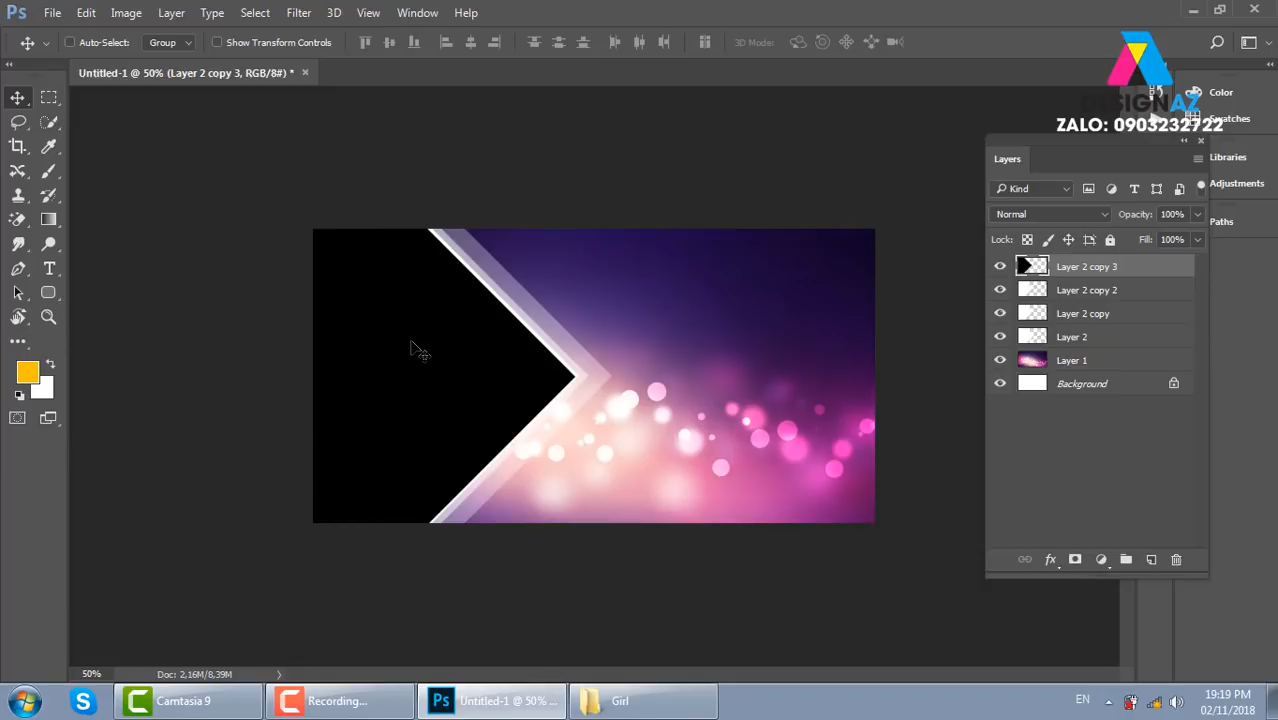 Ps File Edit Image Layer Type Select Filter 3D View Window Help
Auto-Select: Group Show Transform Controls 3D Mode:
Untitled-1 @ 50% (Layer 2 copy 3, RGB/8#) * ×
DESIGNAZ
ZALO: 0903232722
Color
Swatches
Libraries
Adjustments
Paths
Layers
Kind
Normal Opacity: 100%
Lock: Fill: 100%
Layer 2 copy 3
Layer 2 copy 2
Layer 2 copy
Layer 2
Layer 1
Background
fx
50% Doc: 2,16M/8,39M
Camtasia 9 Recording... Ps Untitled-1 @ 50% ... Girl EN 19:19 PM
02/11/2018